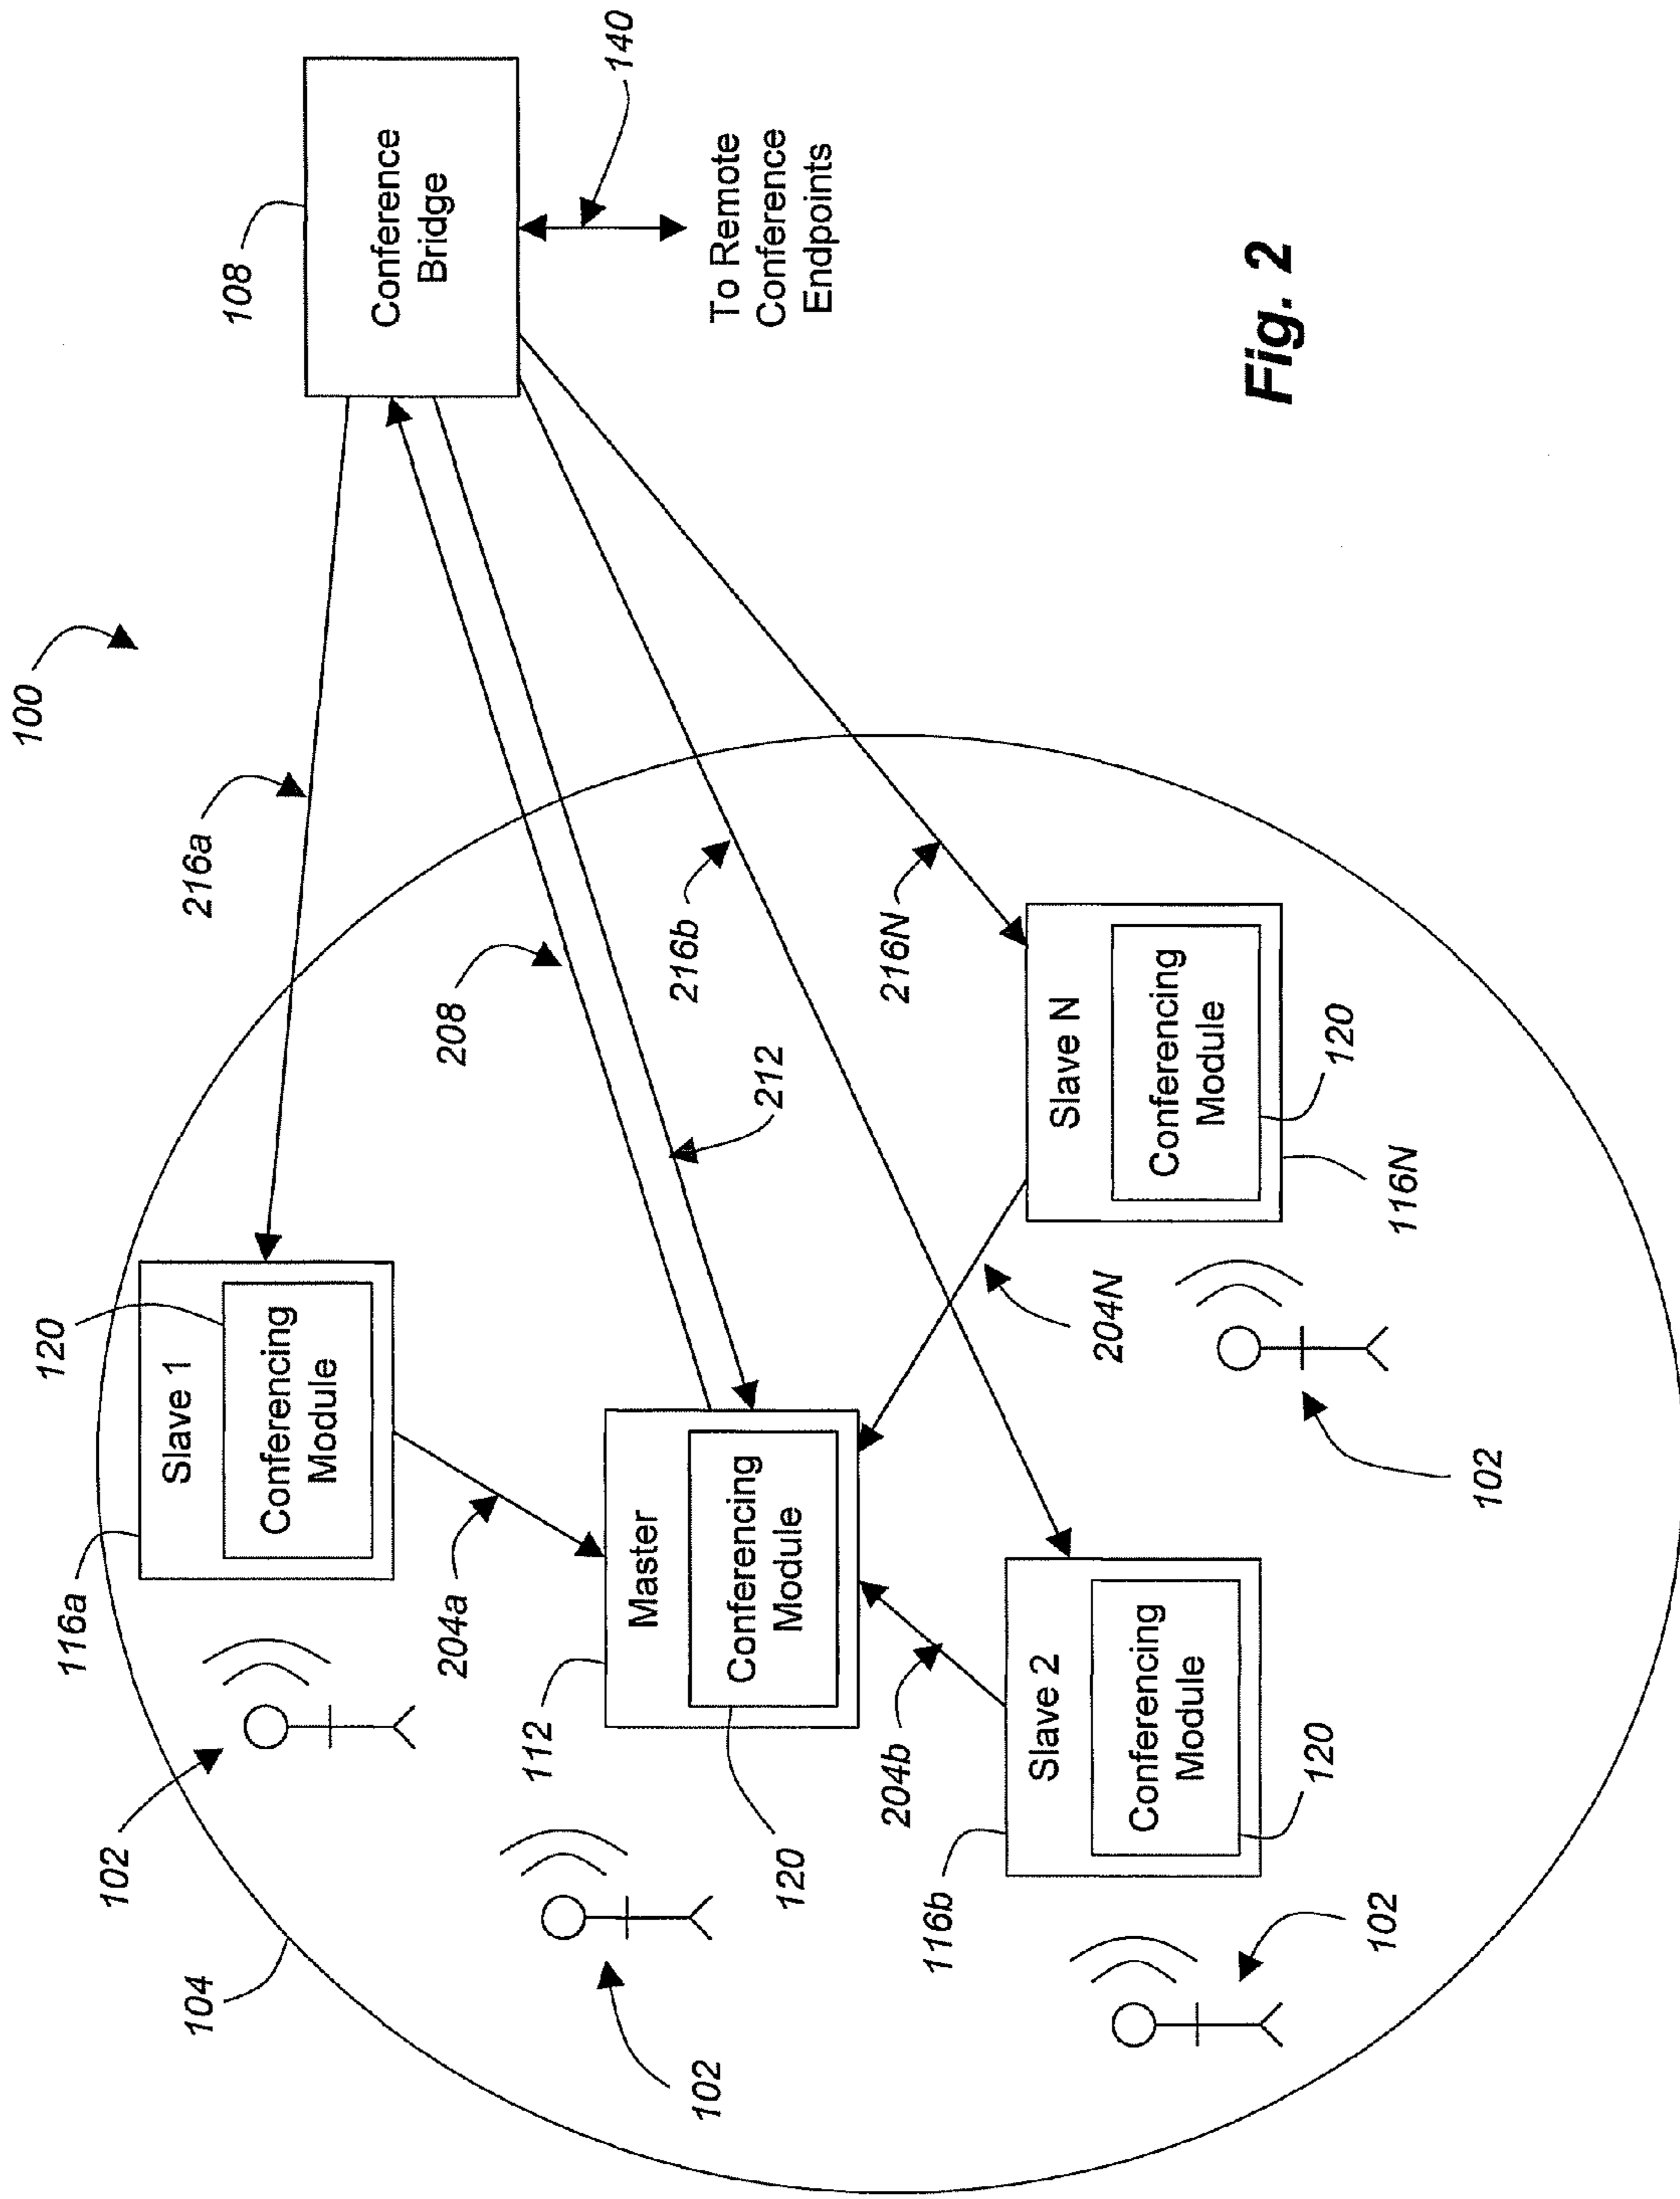 100
120
116a
102
Slave 1
104
216a
108
Conferencing
Module
Conference
Bridge
204a
208
112
140
Master
216b
102
To Remote
Conference
Endpoints
Conferencing
Module
212
120
204b
216N
116b
Slave 2
Slave N
204N
Conferencing
Module
Conferencing
Module
Fig. 2
120
120
102
116N
102